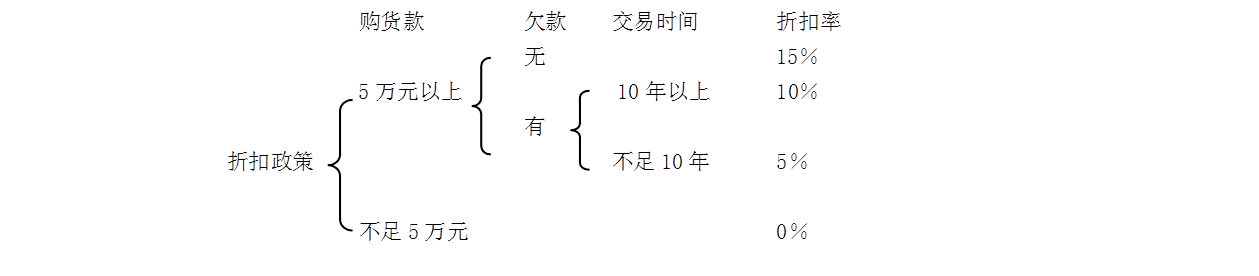 购货款 欠款 交易时间 折扣率
无 15%
5 万元以上 10 年以上 10%
有
折扣政策 不足 10 年 5%
不足 5 万元 0%